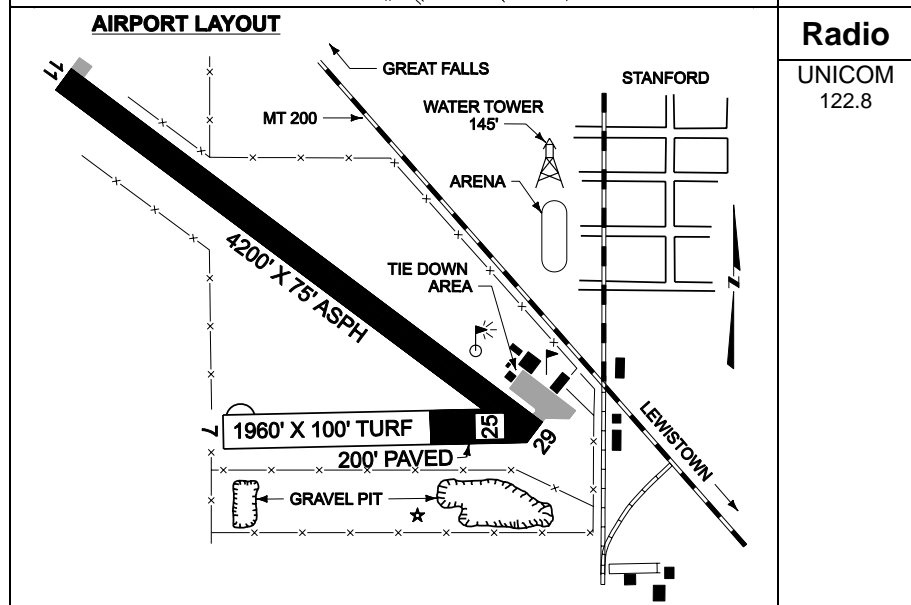 AIRPORT LAYOUT
Radio
UNICOM
122.8
11
GREAT FALLS
STANFORD
MT 200
WATER TOWER
145'
ARENA
4200' X 75' ASPH
TIE DOWN
AREA
N
7
1960' X 100' TURF
25
29
200' PAVED
LEWISTOWN
GRAVEL PIT